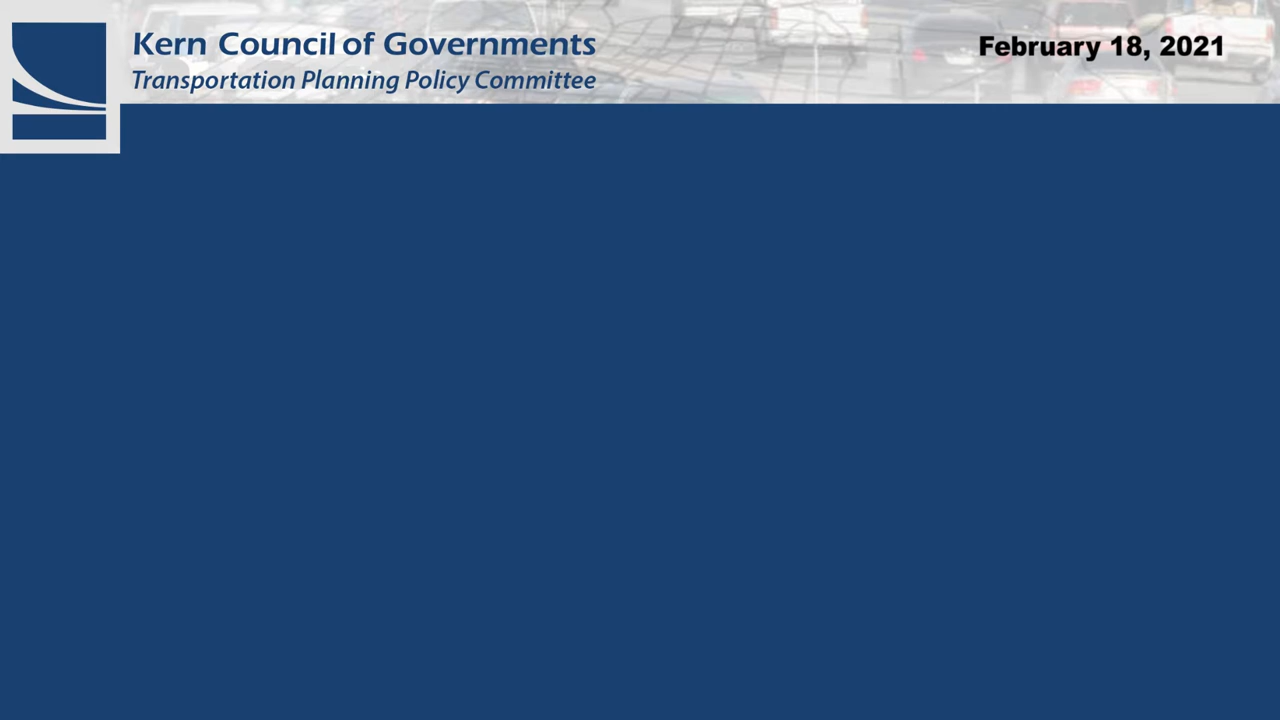 Kern Council of Governments
February 18, 2021
Transportation Planning Policy Committee